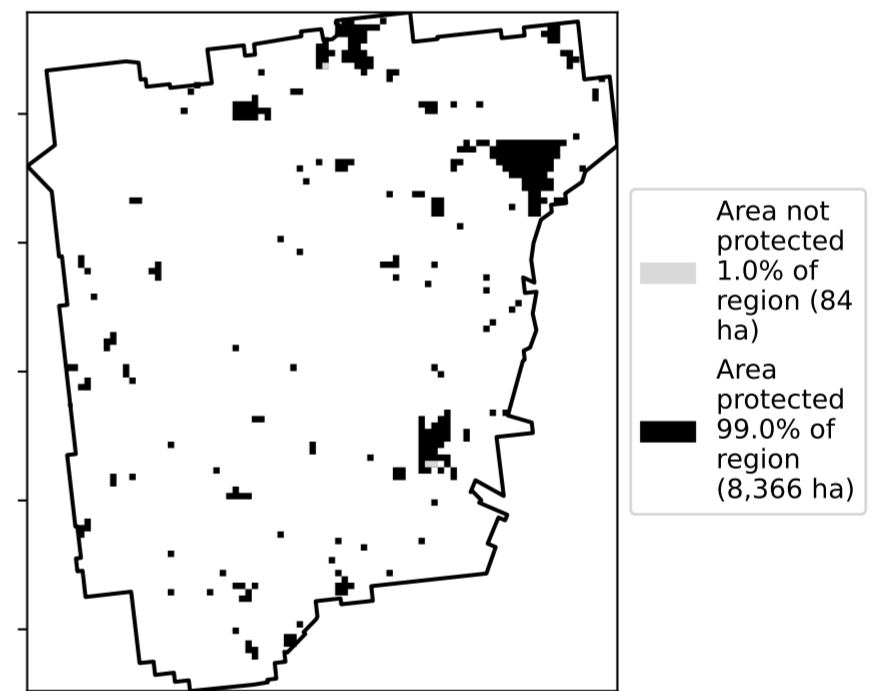 Area not
protected
1.0% of
region (84
ha)
Area
protected
99.0% of
region
(8,366 ha)